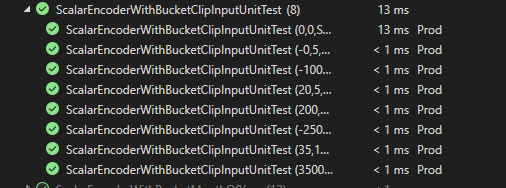 ScalarEncoderWithBucketClipInputUnitTest (8) 13 ms
ScalarEncoderWithBucketClipInputUnitTest (0,0,S... 13 ms Prod
ScalarEncoderWithBucketClipInputUnitTest (-0,5,... < 1 ms Prod
ScalarEncoderWithBucketClipInputUnitTest (-100... < 1 ms Prod
ScalarEncoderWithBucketClipInputUnitTest (20,5... < 1 ms Prod
ScalarEncoderWithBucketClipInputUnitTest (200,... < 1 ms Prod
ScalarEncoderWithBucketClipInputUnitTest (-250... < 1 ms Prod
ScalarEncoderWithBucketClipInputUnitTest (35,1... < 1 ms Prod
ScalarEncoderWithBucketClipInputUnitTest (3500... < 1 ms Prod